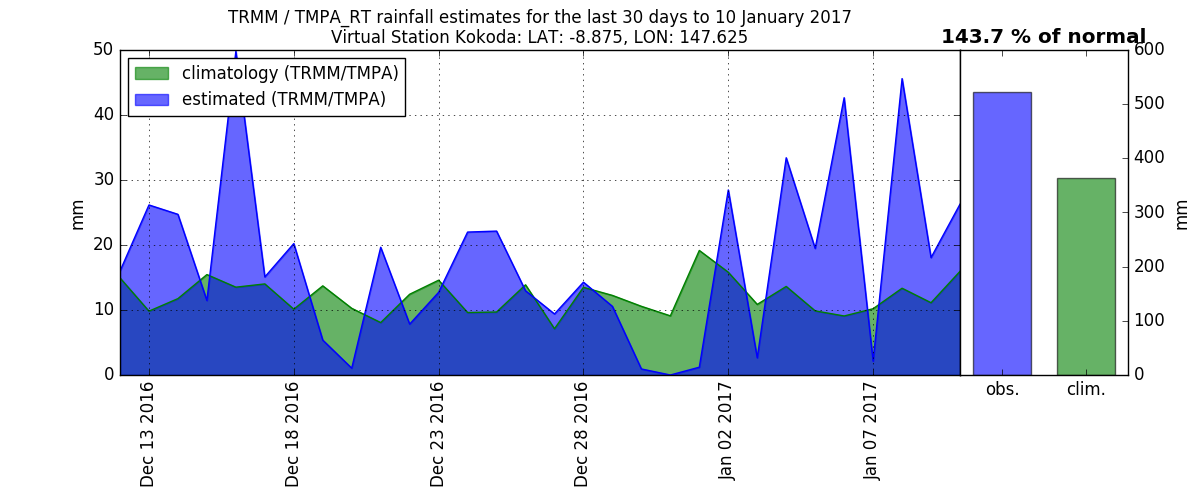 TRMM / TMPA_RT rainfall estimates for the last 30 days to 10 January 2017
Virtual Station Kokoda: LAT: -8.875, LON: 147.625
143.7 % of normal
climatology (TRMM/TMPA)
estimated (TRMM/TMPA)
50
40
30
20
10
0
mm
Dec 13 2016
Dec 18 2016
Dec 23 2016
Dec 28 2016
Jan 02 2017
Jan 07 2017
600
500
400
300
200
100
0
mm
obs.
clim.